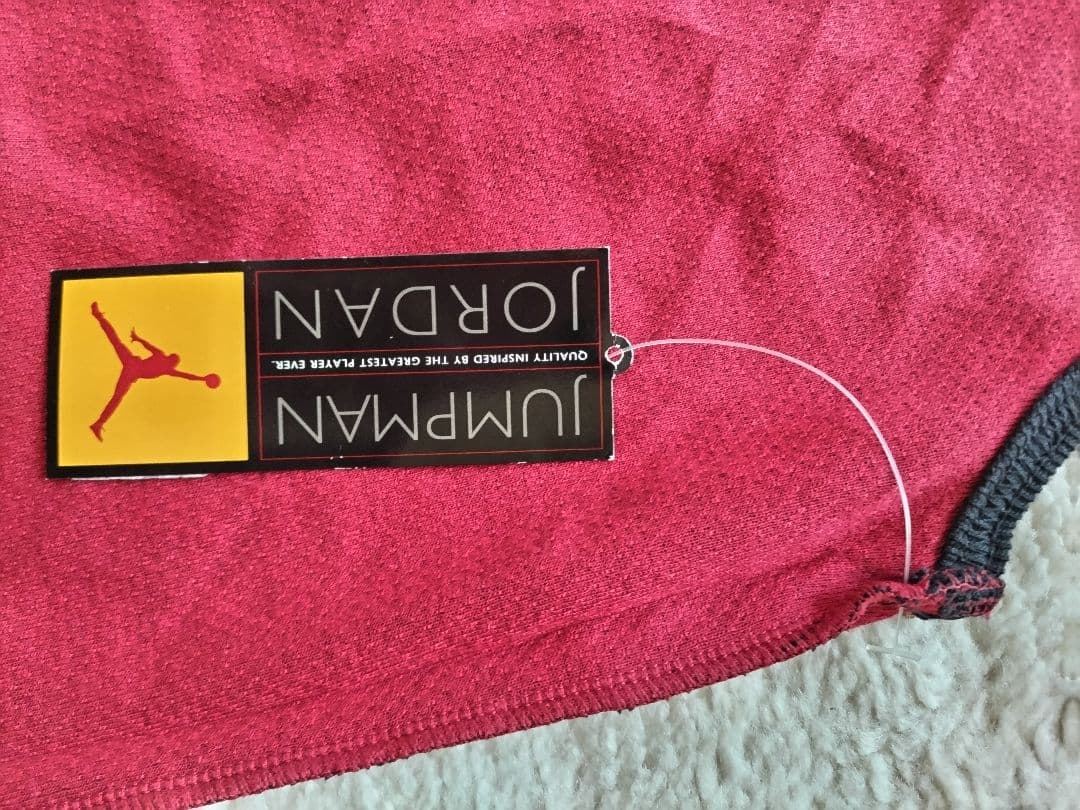 JUMPMAN
QUALITY INSPIRED BY THE GREATEST PLAYER EVER.
JORDAN